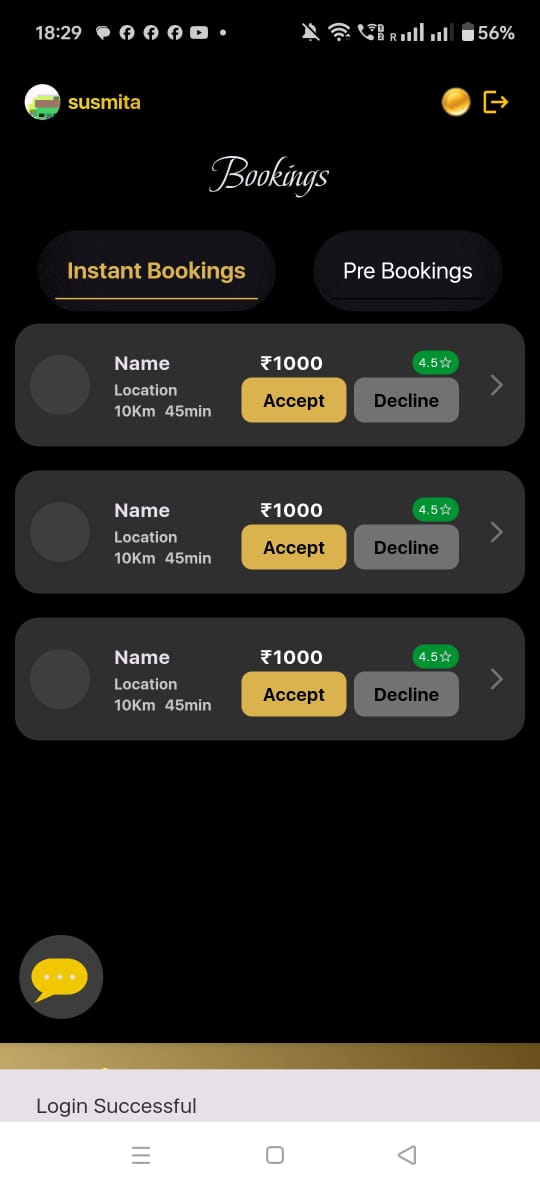 18:29 R 56%
susmita
Bookings
Instant Bookings Pre Bookings
Name ₹1000 4.5☆
Location
10Km 45min Accept Decline
Name ₹1000 4.5☆
Location
10Km 45min Accept Decline
Name ₹1000 4.5☆
Location
10Km 45min Accept Decline
Login Successful